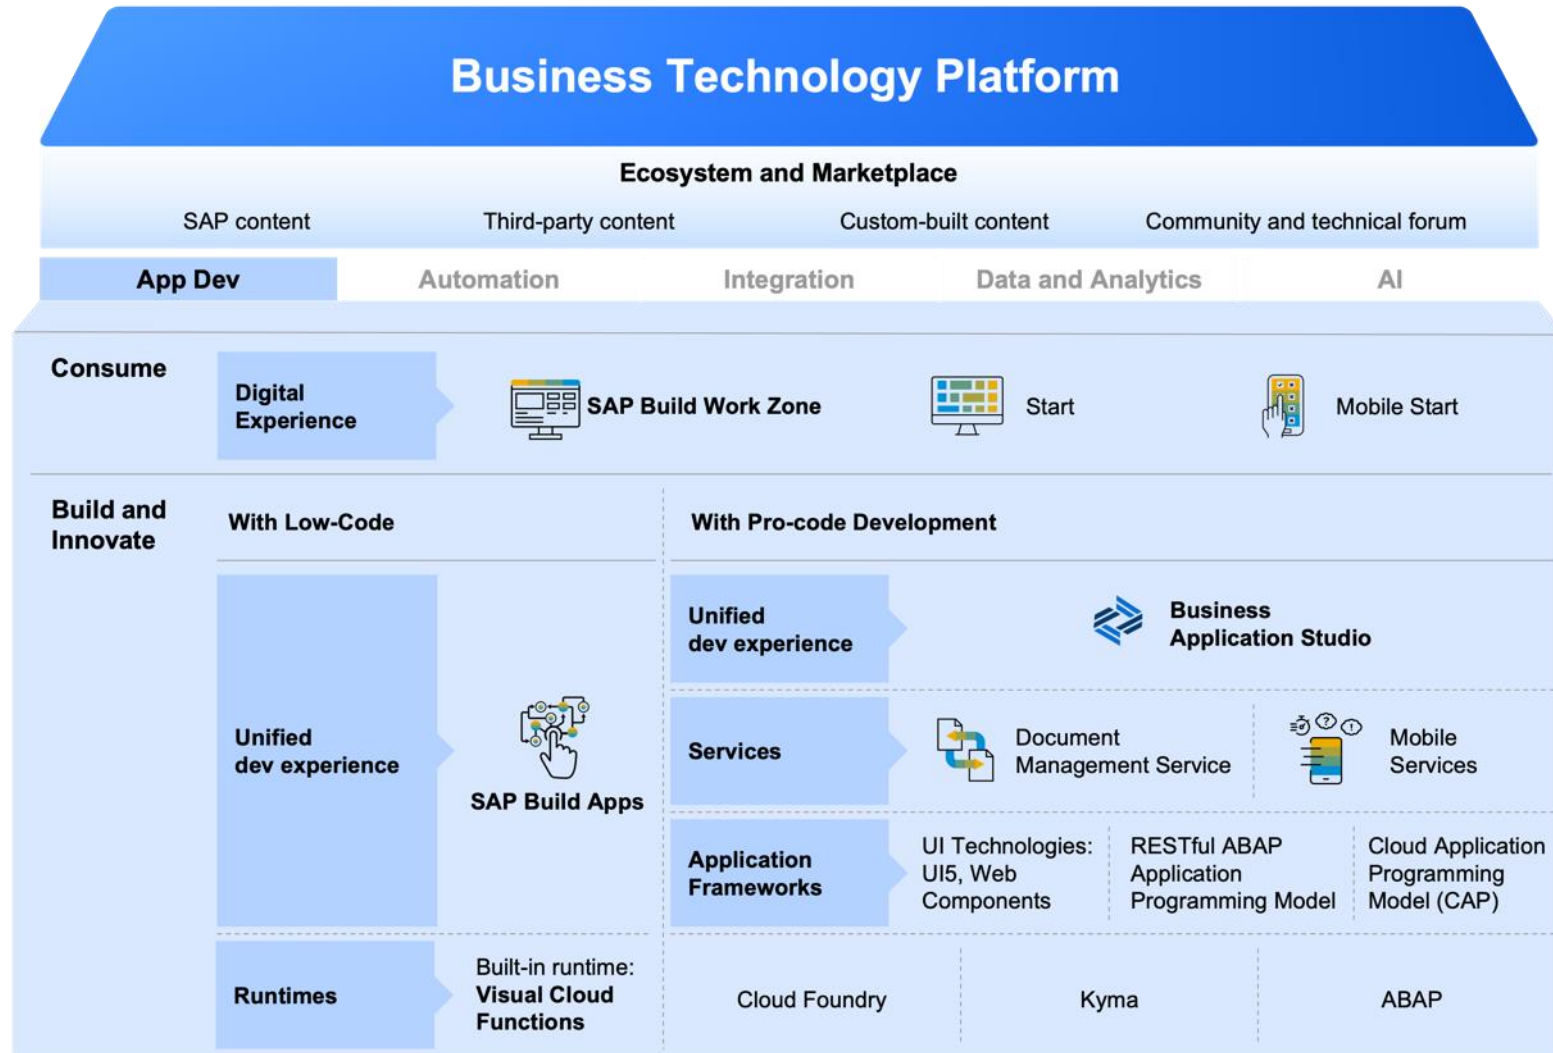 Business Technology Platform
Ecosystem and Marketplace
SAP content
Third-party content
Custom-built content
Community and technical forum
App Dev
Automation
Integration
Data and Analytics
AI
Consume
Digital
Experience
SAP Build Work Zone
Start
Mobile Start
Build and
Innovate
With Low-Code
With Pro-code Development
Unified
dev experience
SAP Build Apps
Unified
dev experience
Business
Application Studio
Services
Document
Management Service
Mobile
Services
Application
Frameworks
UI Technologies:
UI5, Web
Components
RESTful ABAP
Application
Programming Model
Cloud Application
Programming
Model (CAP)
Runtimes
Built-in runtime:
Visual Cloud
Functions
Cloud Foundry
Kyma
ABAP